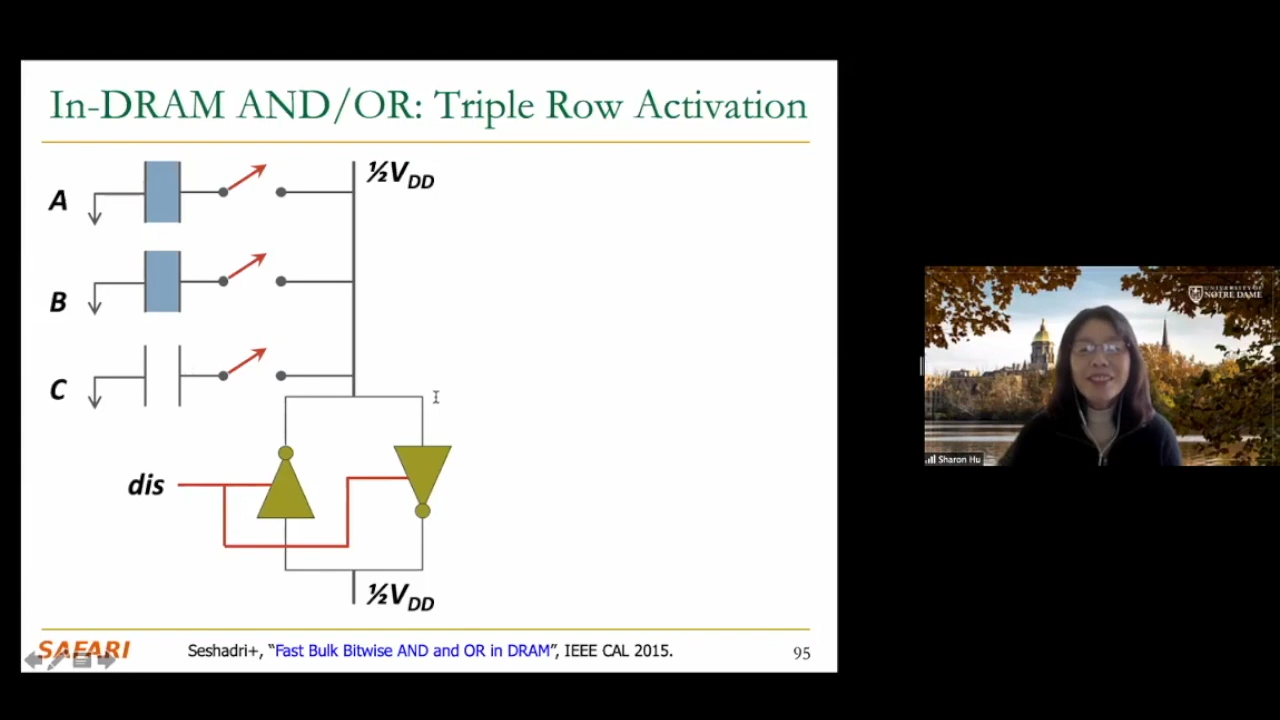 In-DRAM AND/OR: Triple Row Activation
½VDD
A
B
C
dis
½VDD
SAFARI
Seshadri+, “Fast Bulk Bitwise AND and OR in DRAM”, IEEE CAL 2015.
95
UNIVERSITY OF
NOTRE DAME
Sharon Hu